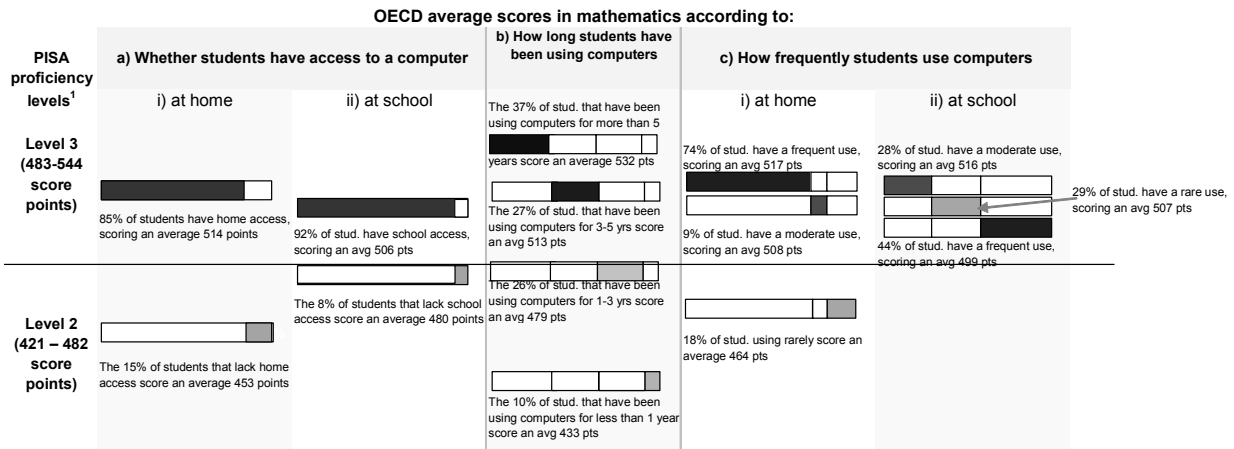 OECD average scores in mathematics according to:
PISA
proficiency
levels1
a) Whether students have access to a computer
b) How long students have
been using computers
c) How frequently students use computers
i) at home
ii) at school
i) at home
ii) at school
Level 3
(483-544
score
points)
85% of students have home access,
scoring an average 514 points
92% of stud. have school access,
scoring an avg 506 pts
The 37% of stud. that have been
using computers for more than 5
years score an average 532 pts
The 27% of stud. that have been
using computers for 3-5 yrs score
an avg 513 pts
74% of stud. have a frequent use,
scoring an avg 517 pts
9% of stud. have a moderate use,
scoring an avg 508 pts
28% of stud. have a moderate use,
scoring an avg 516 pts
29% of stud. have a rare use,
scoring an avg 507 pts
44% of stud. have a frequent use,
scoring an avg 499 pts
Level 2
(421 – 482
score
points)
The 15% of students that lack home
access score an average 453 points
The 8% of students that lack school
access score an average 480 points
The 26% of stud. that have been
using computers for 1-3 yrs score
an avg 479 pts
The 10% of stud. that have been
using computers for less than 1 year
score an avg 433 pts
18% of stud. using rarely score an
average 464 pts